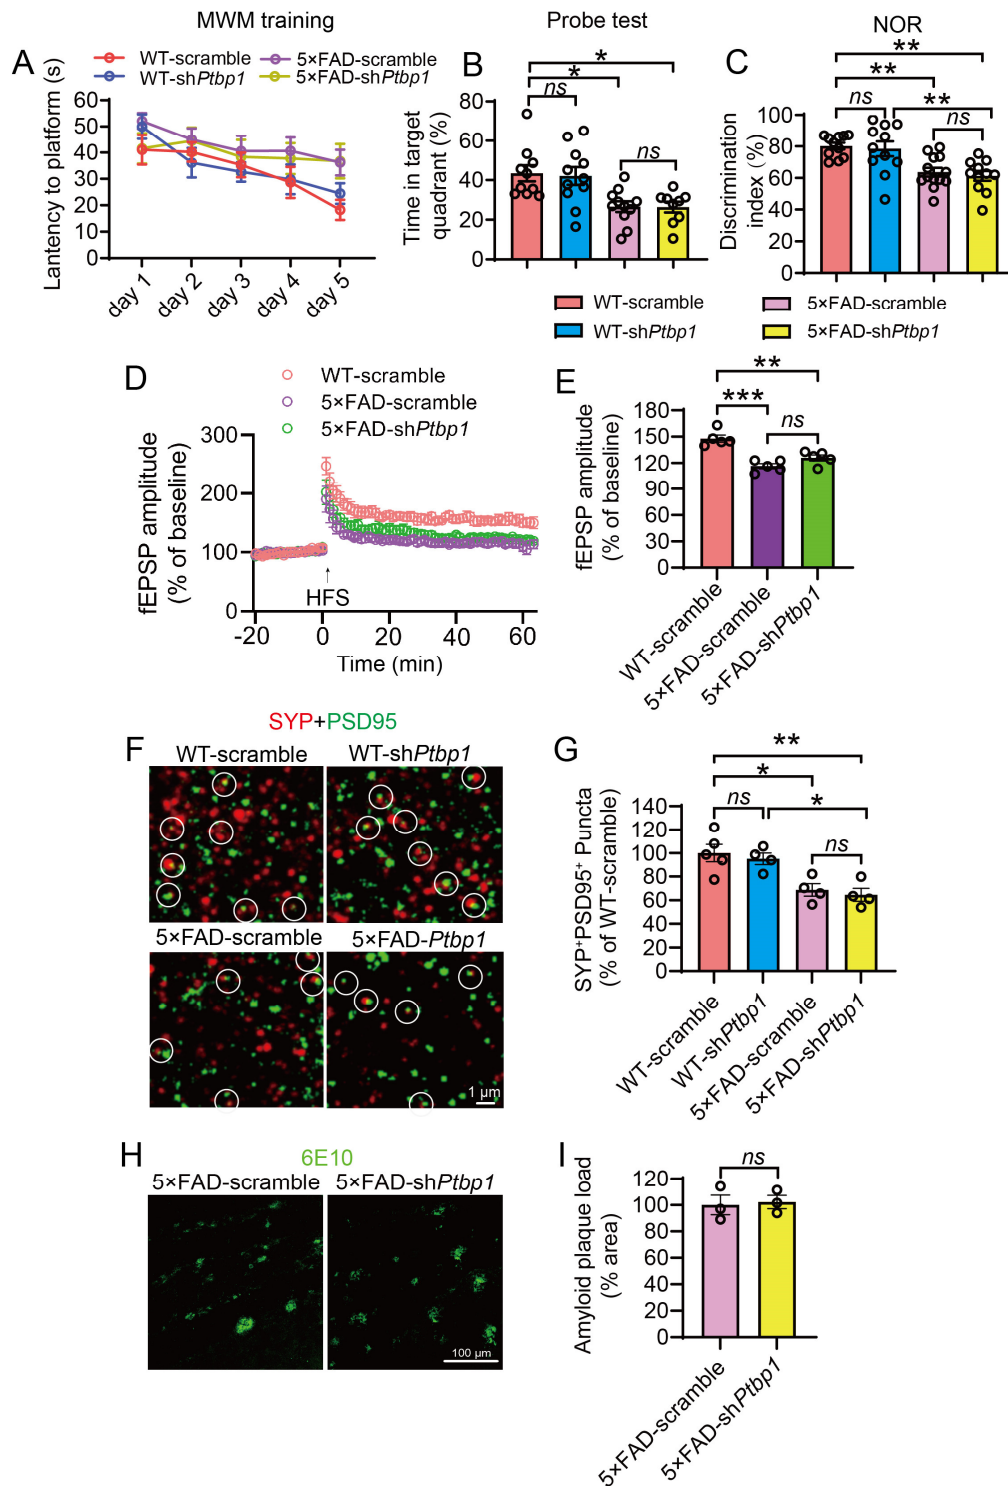 MWM training
Probe test
NOR
A
WT-scramble
WT-shPtbp1
5×FAD-scramble
5×FAD-shPtbp1
Lantency to platform (s)
60
50
40
30
20
10
0
day 1
day 2
day 3
day 4
day 5
B
*
*
ns
ns
Time in target
quadrant (%)
80
60
40
20
0
C
**
**
ns
**
ns
Discrimination
index (%)
100
80
60
40
20
0
WT-scramble
WT-shPtbp1
5×FAD-scramble
5×FAD-shPtbp1
D
WT-scramble
5×FAD-scramble
5×FAD-shPtbp1
fEPSP amplitude
(% of baseline)
300
200
100
0
HFS
-20
0
20
40
60
Time (min)
E
**
***
ns
fEPSP amplitude
(% of baseline)
180
150
120
90
60
30
0
WT-scramble
5×FAD-scramble
5×FAD-shPtbp1
SYP+PSD95
F
WT-scramble
WT-shPtbp1
5×FAD-scramble
5×FAD-Ptbp1
1 μm
G
**
*
ns
*
ns
SYP+PSD95+ Puncta
(% of WT-scramble)
140
120
100
80
60
40
20
0
WT-scramble
WT-shPtbp1
5×FAD-scramble
5×FAD-shPtbp1
H
6E10
5×FAD-scramble
5×FAD-shPtbp1
100 μm
I
ns
Amyloid plaque load
(% area)
120
100
80
60
40
20
0
5×FAD-scramble
5×FAD-shPtbp1